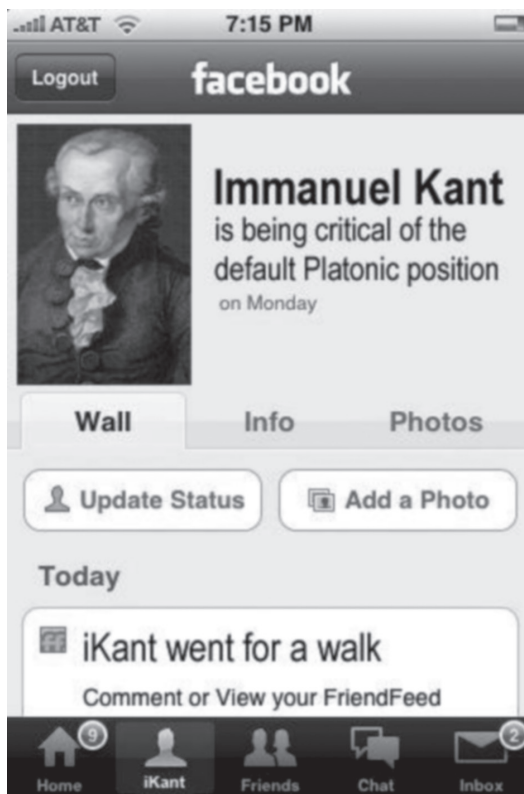 AT&T 7:15 PM
Logout facebook
Immanuel Kant
is being critical of the
default Platonic position
on Monday
Wall Info Photos
Update Status Add a Photo
Today
ff iKant went for a walk
Comment or View your FriendFeed
9 2
Home iKant Friends Chat Inbox